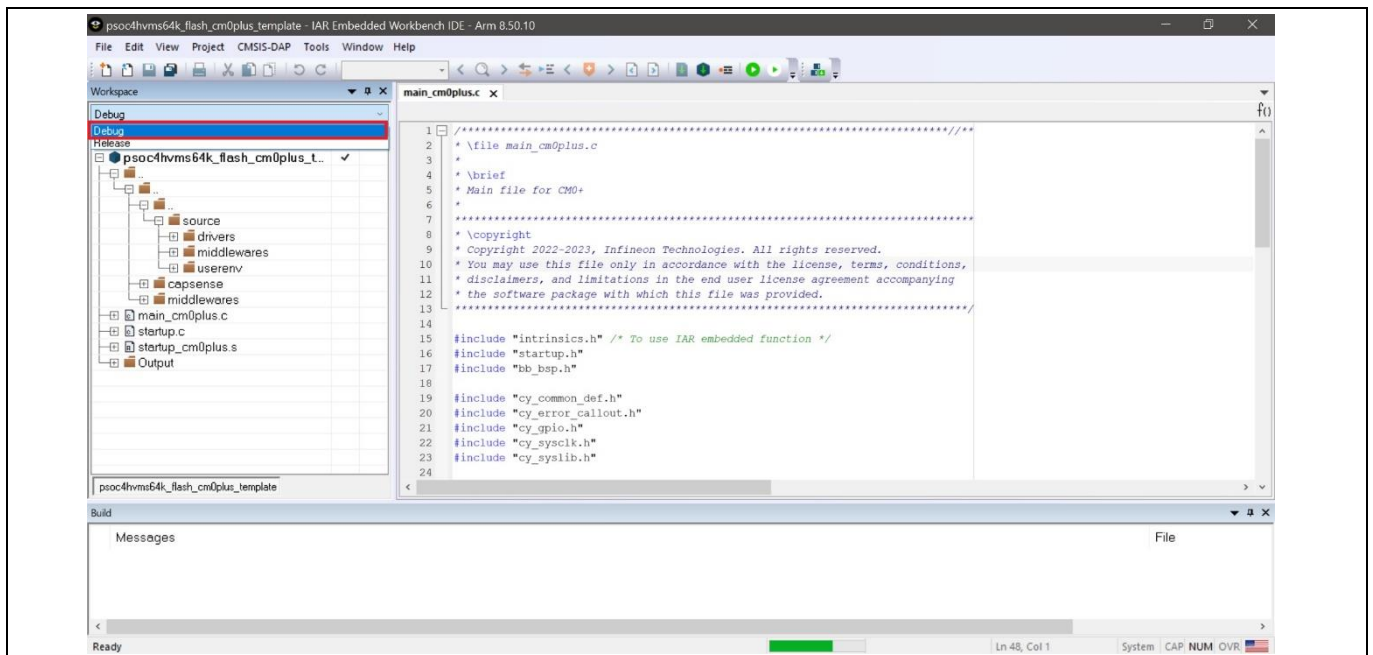 psoc4hvms64k_flash_cm0plus_template - IAR Embedded Workbench IDE - Arm 8.50.10
File Edit View Project CMSIS-DAP Tools Window Help
Workspace
Debug
Debug
Release
psoc4hvms64k_flash_cm0plus_t...
..
..
..
source
drivers
middlewares
userenv
capsense
middlewares
main_cm0plus.c
startup.c
startup_cm0plus.s
Output
psoc4hvms64k_flash_cm0plus_template
main_cm0plus.c x
f()
1 /****************************************************************************//**
2 * \file main_cm0plus.c
3 *
4 * \brief
5 * Main file for CM0+
6 *
7 ********************************************************************************
8 * \copyright
9 * Copyright 2022-2023, Infineon Technologies. All rights reserved.
10 * You may use this file only in accordance with the license, terms, conditions,
11 * disclaimers, and limitations in the end user license agreement accompanying
12 * the software package with which this file was provided.
13 *******************************************************************************/
14
15 #include "intrinsics.h" /* To use IAR embedded function */
16 #include "startup.h"
17 #include "bb_bsp.h"
18
19 #include "cy_common_def.h"
20 #include "cy_error_callout.h"
21 #include "cy_gpio.h"
22 #include "cy_sysclk.h"
23 #include "cy_syslib.h"
24
Build
Messages File
Ready Ln 48, Col 1 System CAP NUM OVR